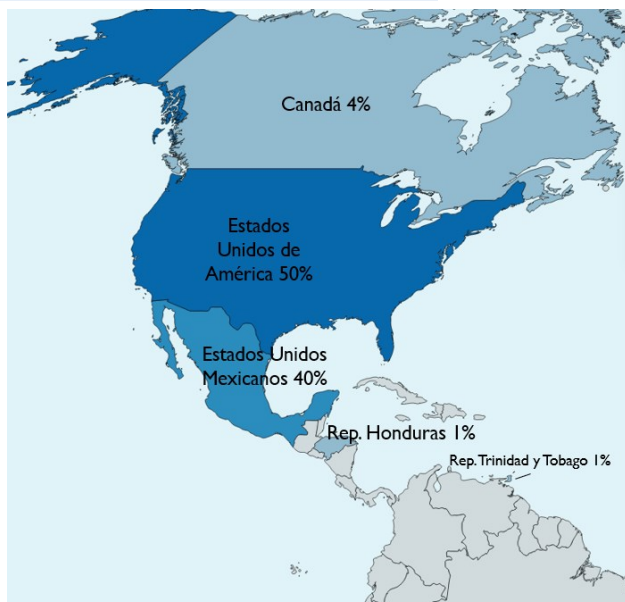 Canadá 4%
Estados
Unidos de
América 50%
Estados Unidos
Mexicanos 40%
Rep. Honduras 1%
Rep. Trinidad y Tobago 1%